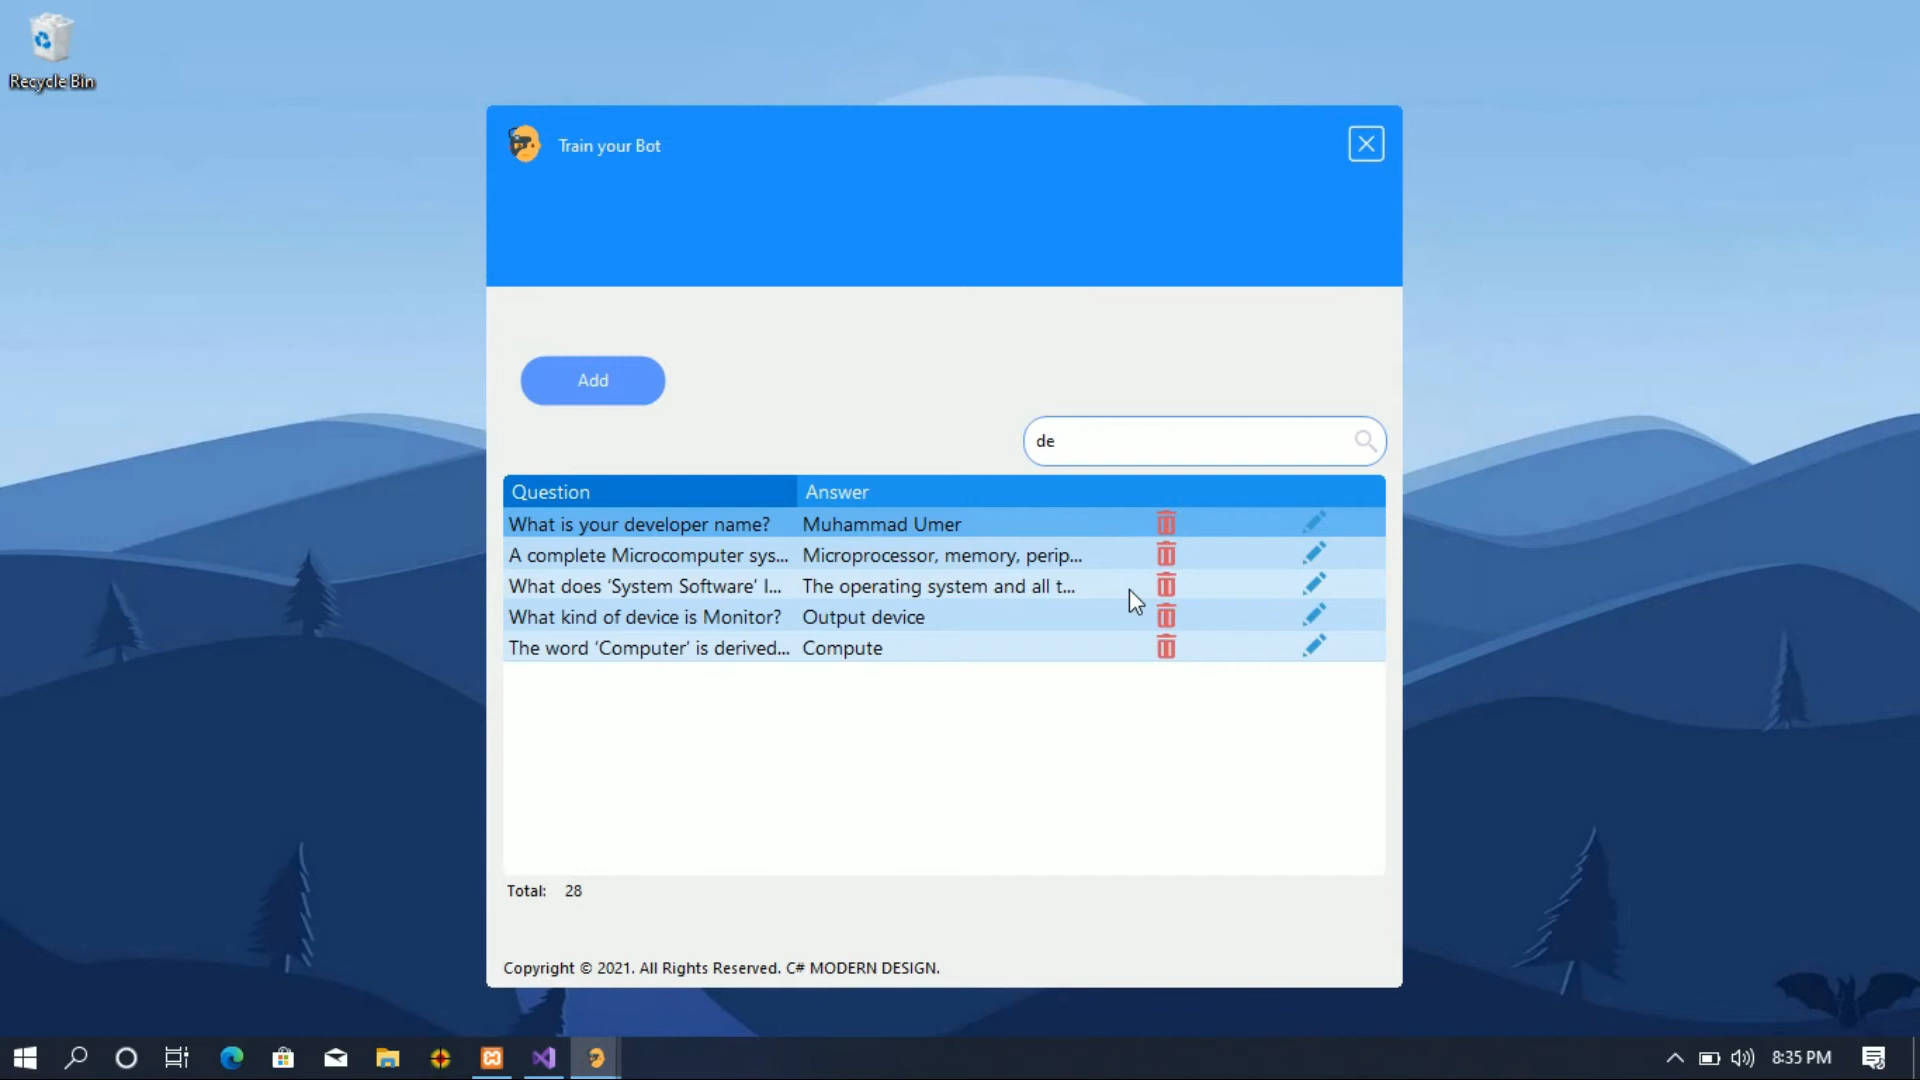 Recycle Bin
Train your Bot
Add
de
Question Answer
What is your developer name? Muhammad Umer
A complete Microcomputer sys... Microprocessor, memory, perip...
What does ‘System Software’ I... The operating system and all t...
What kind of device is Monitor? Output device
The word ‘Computer’ is derived... Compute
Total: 28
Copyright © 2021. All Rights Reserved. C# MODERN DESIGN.
8:35 PM